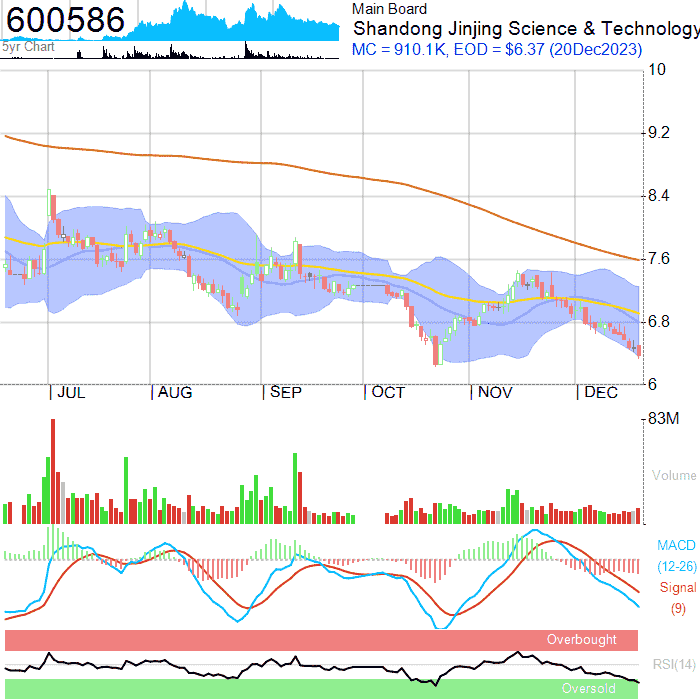 600586
5yr Chart
Main Board
Shandong Jinjing Science & Technology
MC = 910.1K, EOD = $6.37 (20Dec2023)
10
9.2
8.4
7.6
6.8
6
JUL
AUG
SEP
OCT
NOV
DEC
83M
Volume
MACD
(12-26)
Signal
(9)
Overbought
RSI(14)
Oversold